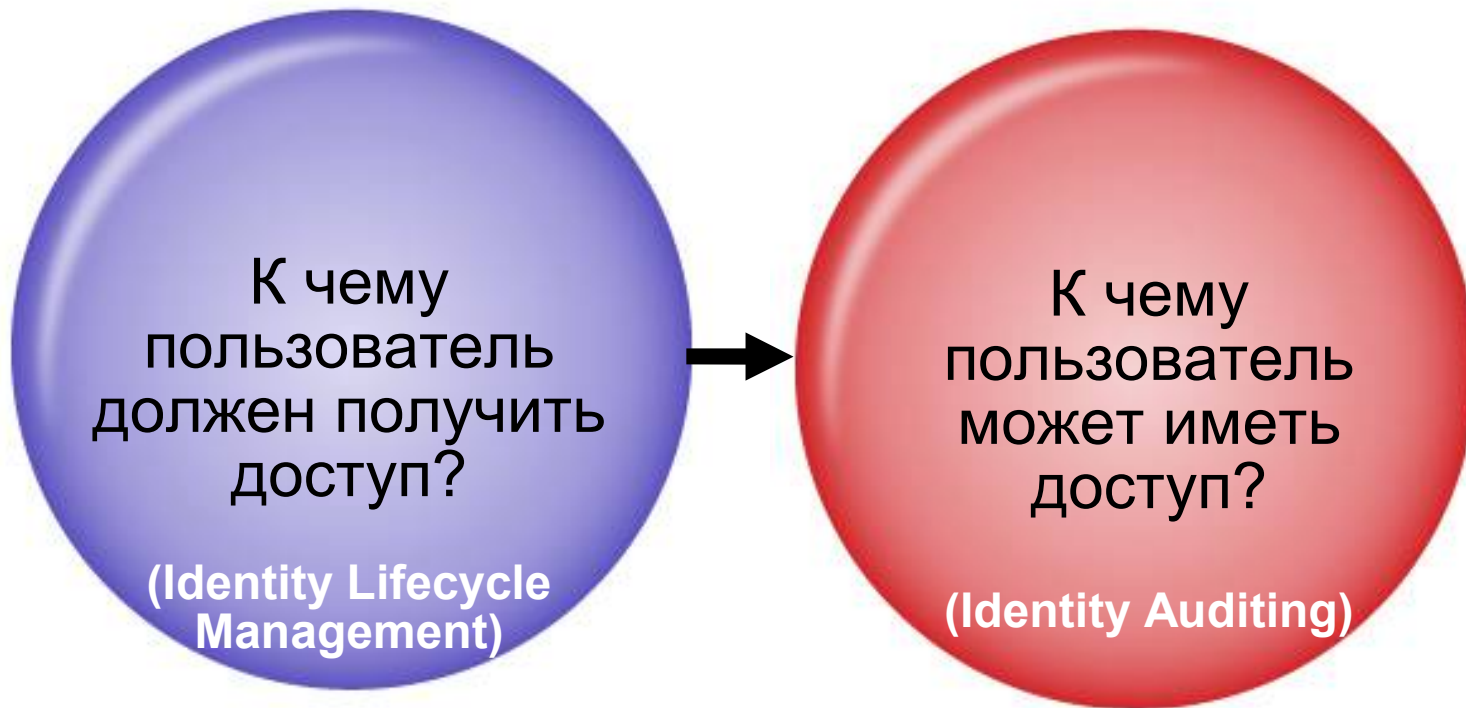 К чему
пользователь
должен получить
доступ?
(Identity Lifecycle
Management)
К чему
пользователь
может иметь
доступ?
(Identity Auditing)